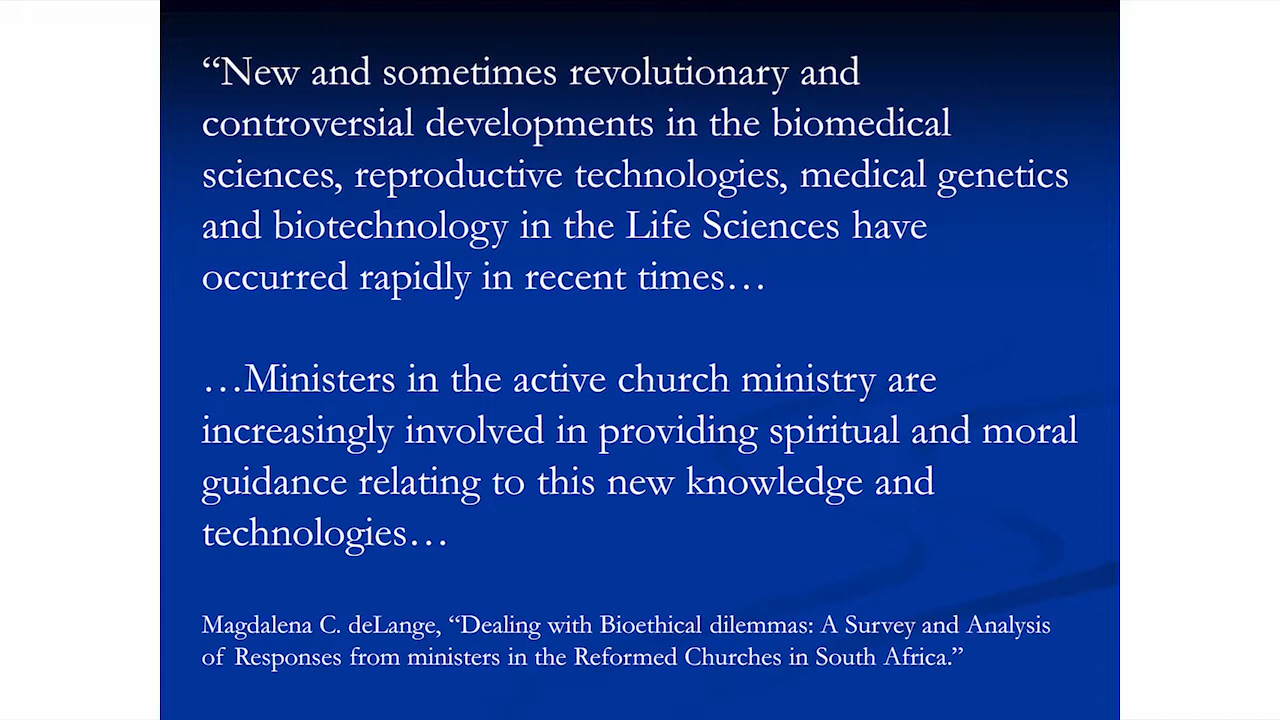 “New and sometimes revolutionary and
controversial developments in the biomedical
sciences, reproductive technologies, medical genetics
and biotechnology in the Life Sciences have
occurred rapidly in recent times…
…Ministers in the active church ministry are
increasingly involved in providing spiritual and moral
guidance relating to this new knowledge and
technologies…
Magdalena C. deLange, “Dealing with Bioethical dilemmas: A Survey and Analysis
of Responses from ministers in the Reformed Churches in South Africa.”